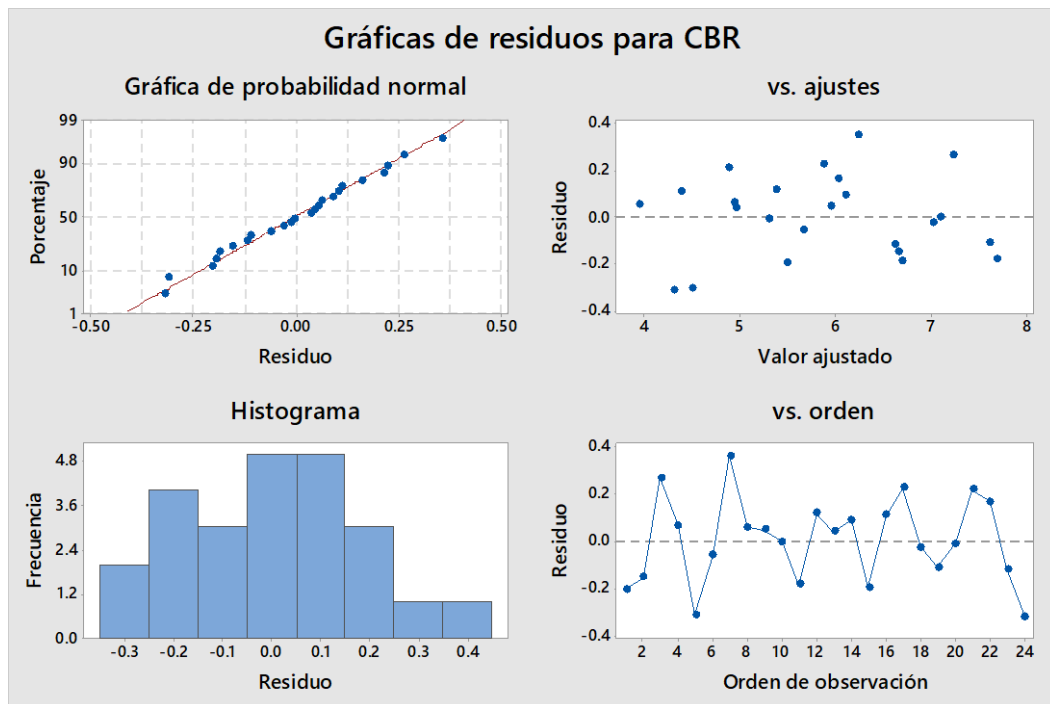 Gráficas de residuos para CBR
Gráfica de probabilidad normal
99
90
50
10
1
Porcentaje
-0.50 -0.25 0.00 0.25 0.50
Residuo
vs. ajustes
0.4
0.2
0.0
-0.2
-0.4
Residuo
4 5 6 7 8
Valor ajustado
Histograma
4.8
3.6
2.4
1.2
0.0
Frecuencia
-0.3 -0.2 -0.1 0.0 0.1 0.2 0.3 0.4
Residuo
vs. orden
0.4
0.2
0.0
-0.2
-0.4
Residuo
2 4 6 8 10 12 14 16 18 20 22 24
Orden de observación